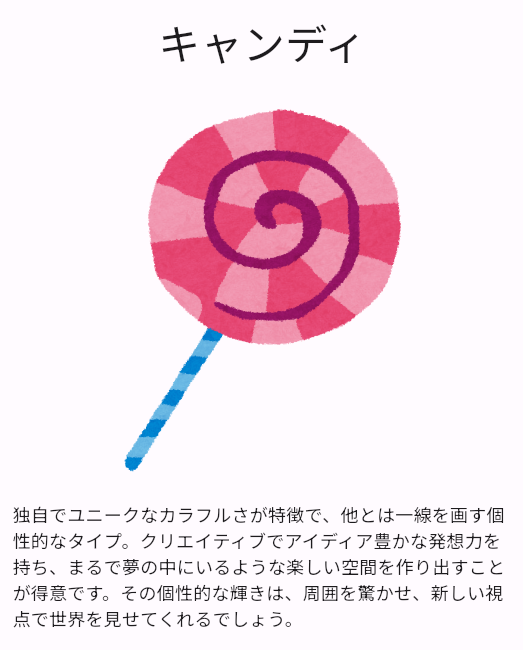 キャンディ
独自でユニークなカラフルさが特徴で、他とは一線を画す個
性的なタイプ。クリエイティブでアイディア豊かな発想力を
持ち、まるで夢の中にいるような楽しい空間を作り出すこと
が得意です。その個性的な輝きは、周囲を驚かせ、新しい視
点で世界を見せてくれるでしょう。